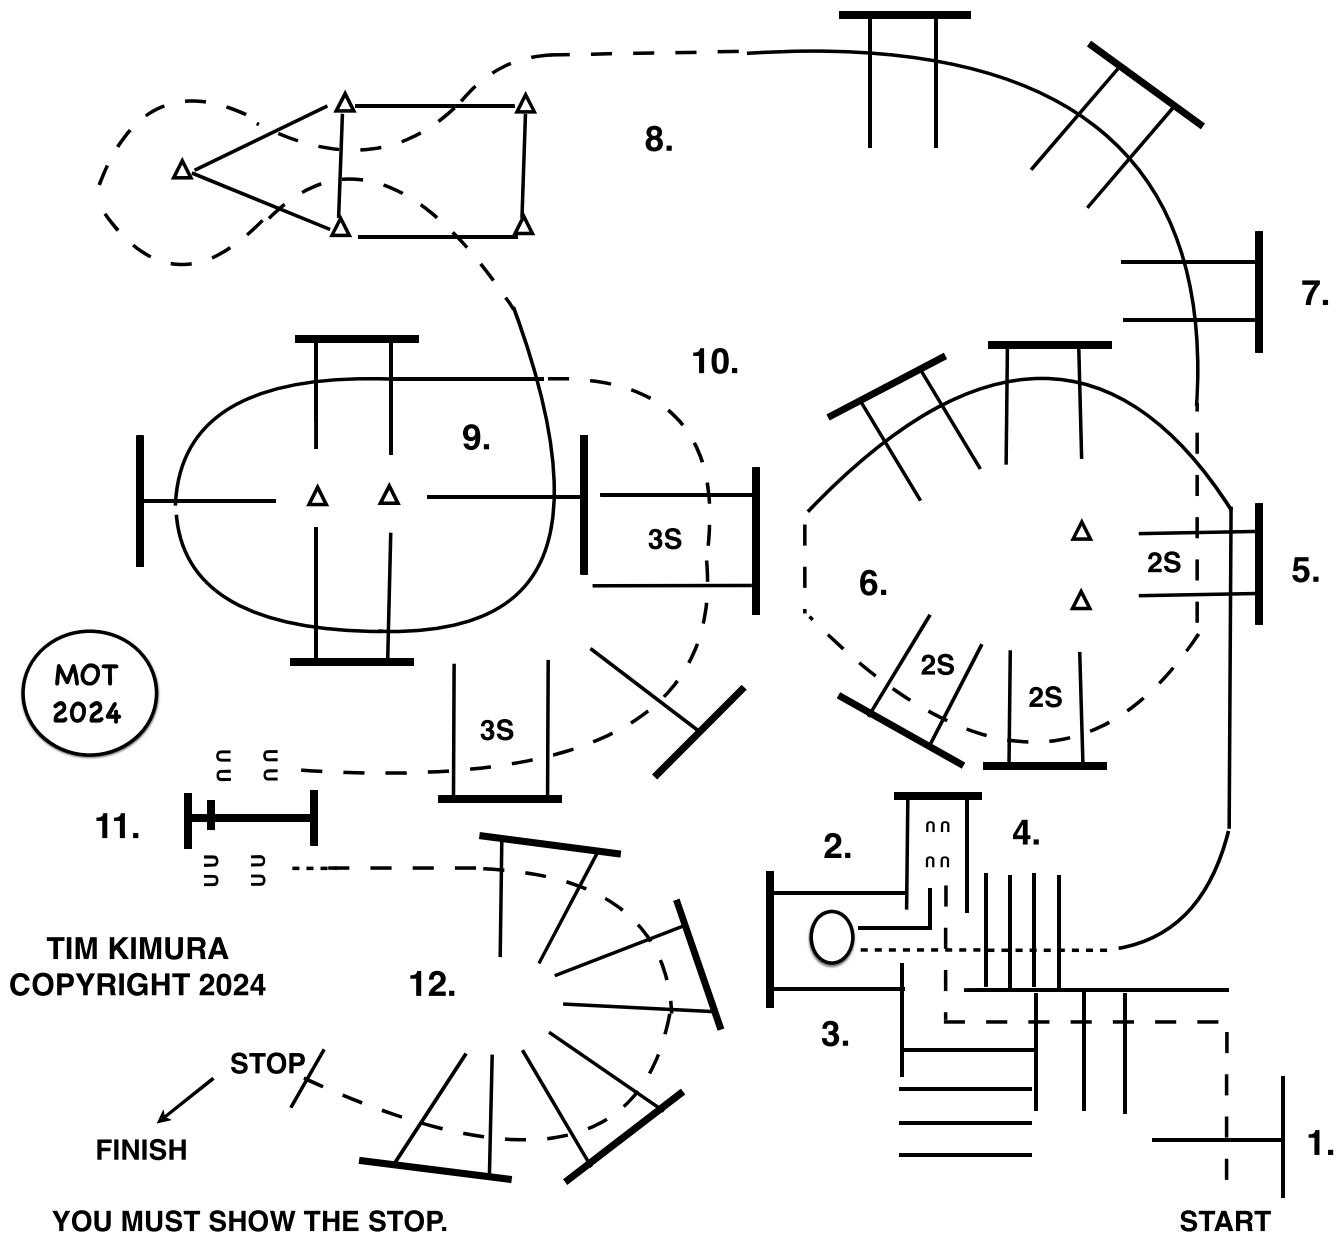 8.
7.
10.
9.
3S
2S
5.
6.
MOT
2024
2S
2S
3S
11.
2.
4.
TIM KIMURA
COPYRIGHT 2024
12.
3.
STOP
FINISH
1.
YOU MUST SHOW THE STOP.
START